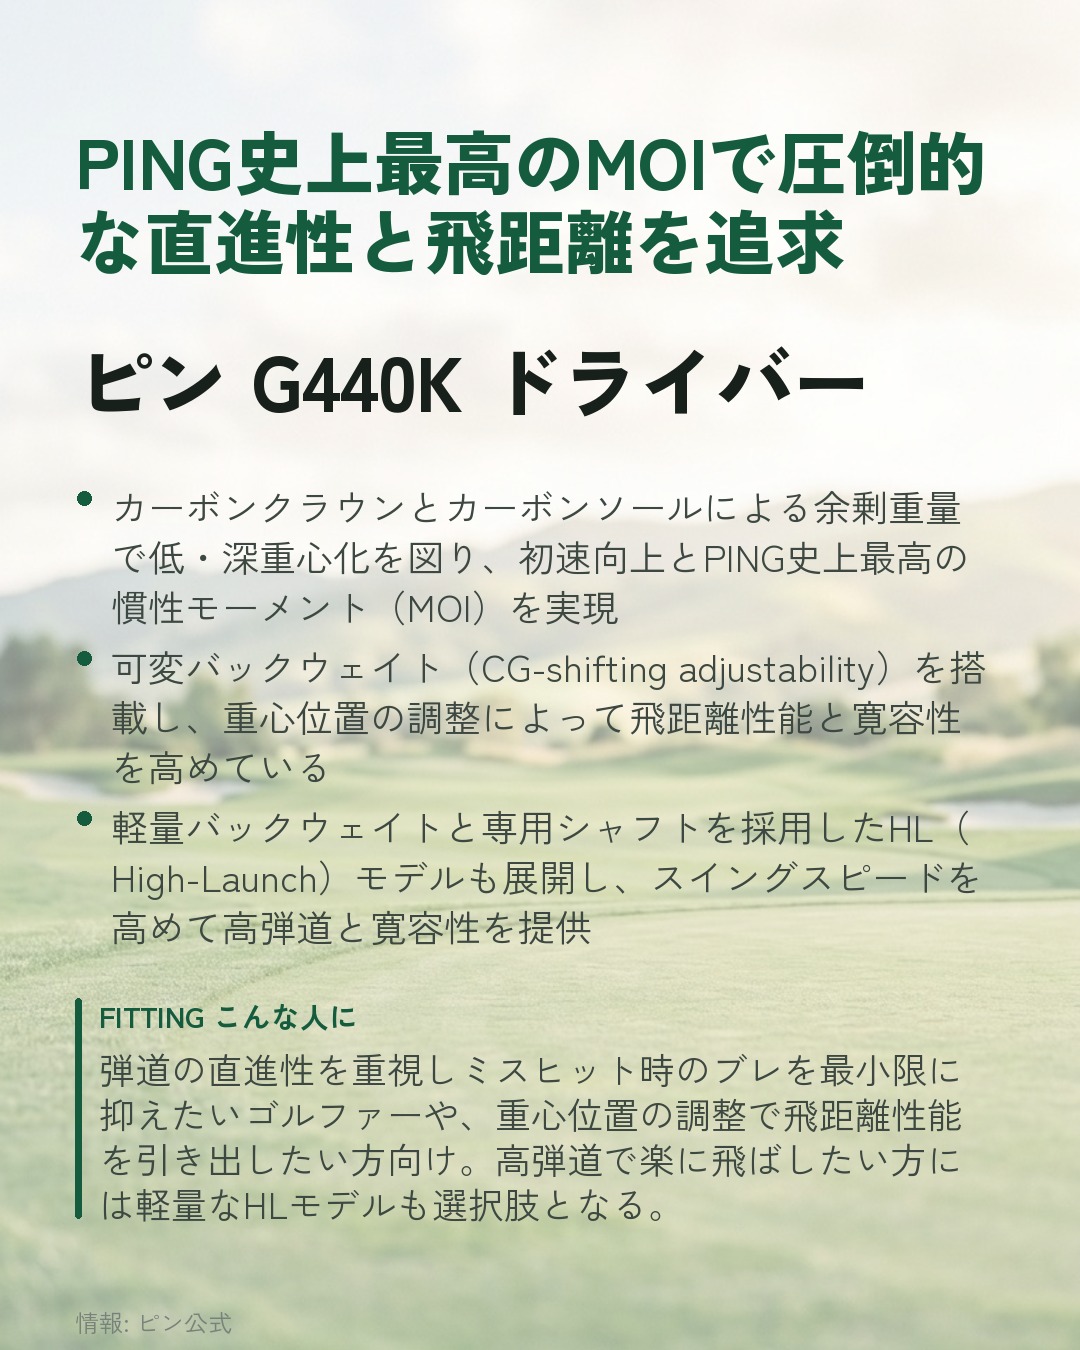 PING史上最高のMOIで圧倒的
な直進性と飛距離を追求
ピン G440K ドライバー
• カーボンクラウンとカーボンソールによる余剰重量
で低・深重心化を図り、初速向上とPING史上最高の
慣性モーメント（MOI）を実現
• 可変バックウェイト（CG-shifting adjustability）を搭
載し、重心位置の調整によって飛距離性能と寛容性
を高めている
• 軽量バックウェイトと専用シャフトを採用したHL（
High-Launch）モデルも展開し、スイングスピードを
高めて高弾道と寛容性を提供
FITTING こんな人に
弾道の直進性を重視しミスヒット時のブレを最小限に
抑えたいゴルファーや、重心位置の調整で飛距離性能
を引き出したい方向け。高弾道で楽に飛ばしたい方に
は軽量なHLモデルも選択肢となる。
情報: ピン公式